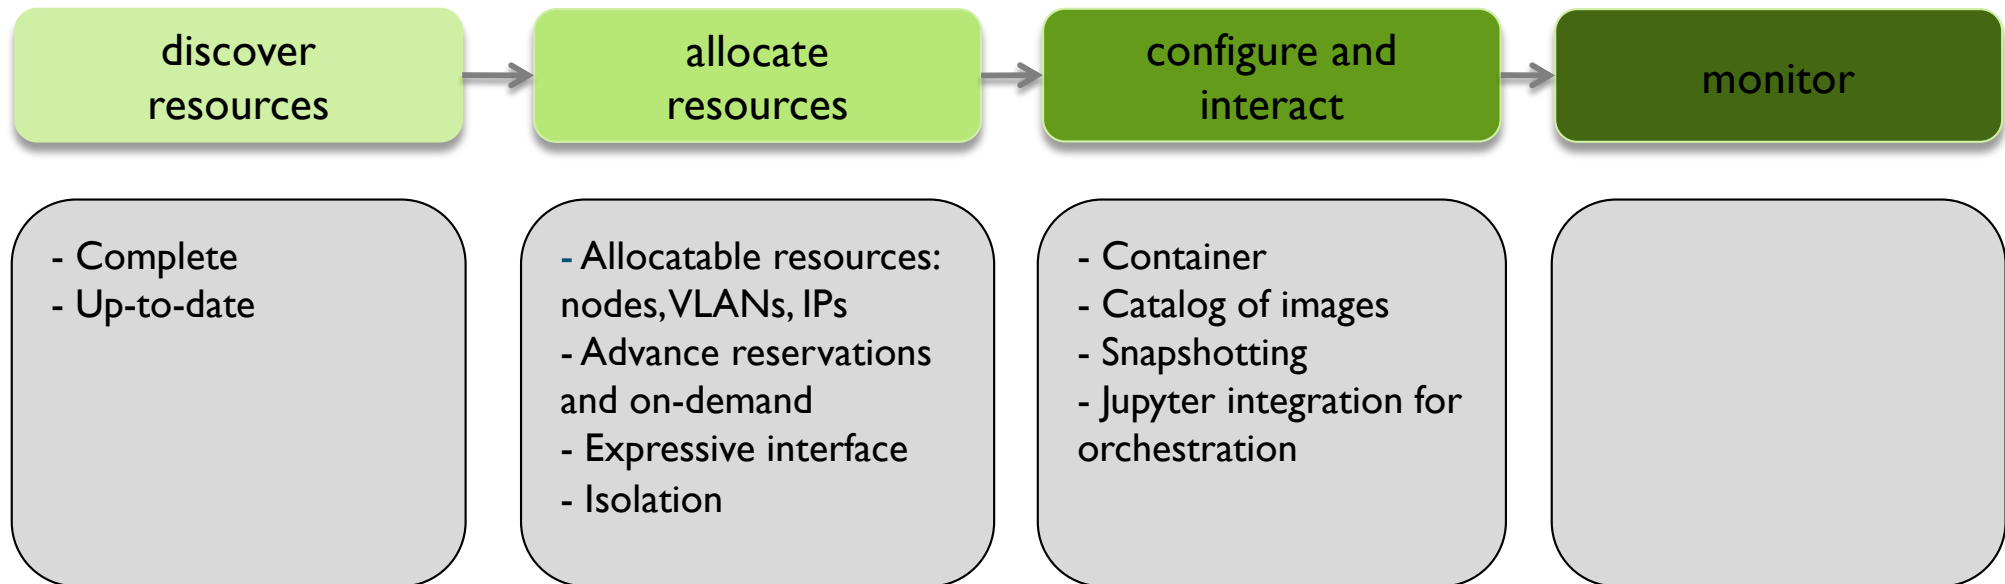 discover
resources
allocate
resources
configure and
interact
monitor
- Complete
- Up-to-date
- Allocatable resources:
nodes, VLANs, IPs
- Advance reservations
and on-demand
- Expressive interface
- Isolation
- Container
- Catalog of images
- Snapshotting
- Jupyter integration for
orchestration